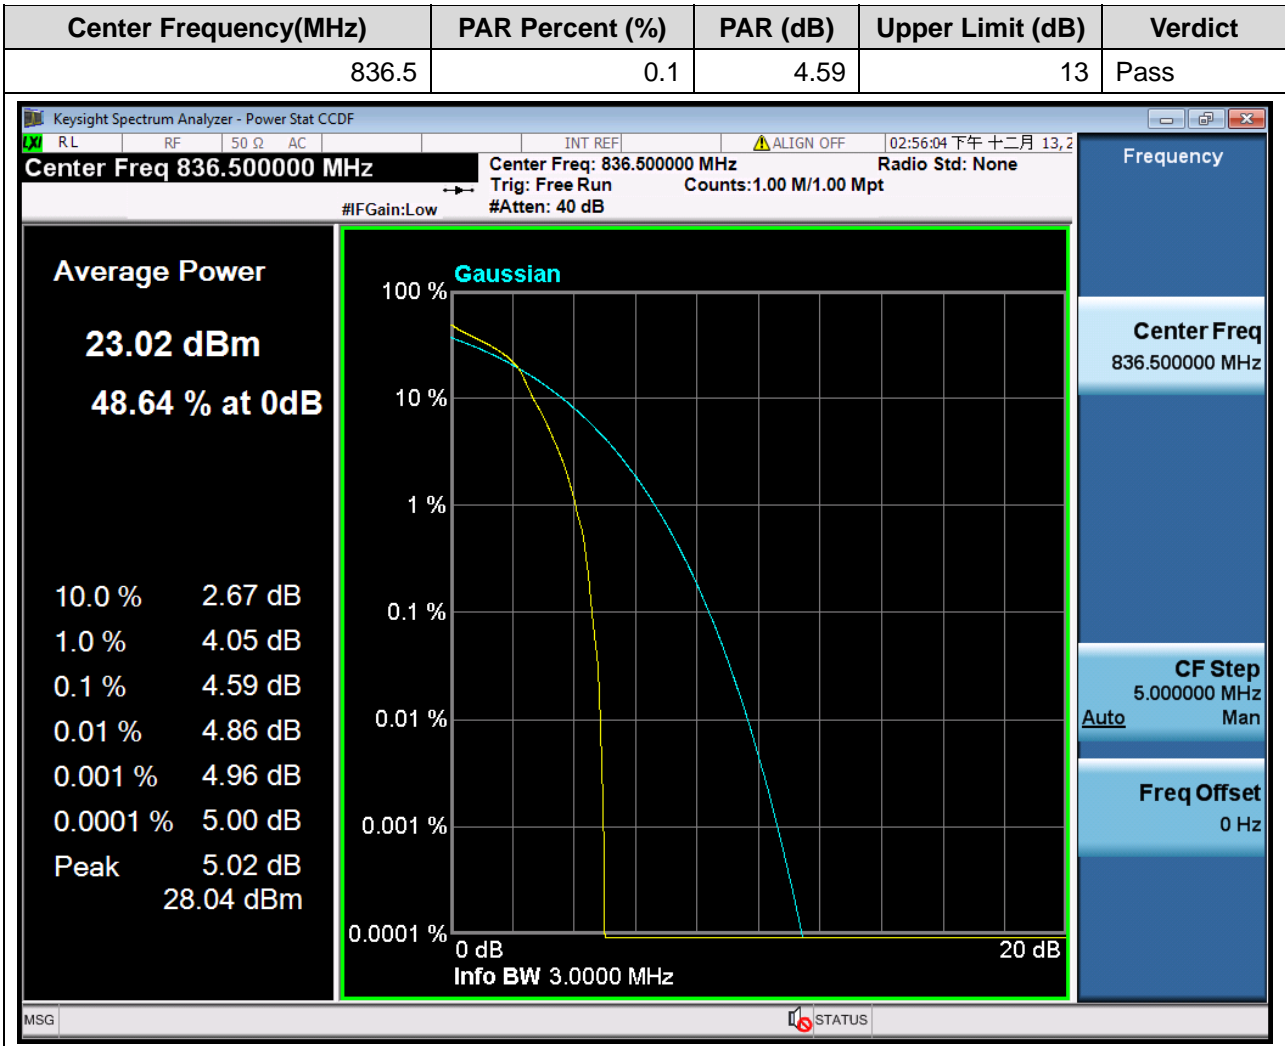 Center Frequency(MHz) PAR Percent (%) PAR (dB) Upper Limit (dB) Verdict
836.5 0.1 4.59 13 Pass
Keysight Spectrum Analyzer - Power Stat CCDF
LXI RL RF 50 Ω AC INT REF ALIGN OFF 02:56:04 下午 十二月 13, 2
Center Freq 836.500000 MHz
#IFGain:Low
Center Freq: 836.500000 MHz
Trig: Free Run Counts:1.00 M/1.00 Mpt
#Atten: 40 dB
Radio Std: None
Average Power
23.02 dBm
48.64 % at 0dB
10.0 % 2.67 dB
1.0 % 4.05 dB
0.1 % 4.59 dB
0.01 % 4.86 dB
0.001 % 4.96 dB
0.0001 % 5.00 dB
Peak 5.02 dB
28.04 dBm
Gaussian
100 %
10 %
1 %
0.1 %
0.01 %
0.001 %
0.0001 %
0 dB 20 dB
Info BW 3.0000 MHz
Frequency
Center Freq
836.500000 MHz
CF Step
5.000000 MHz
Auto Man
Freq Offset
0 Hz
MSG STATUS